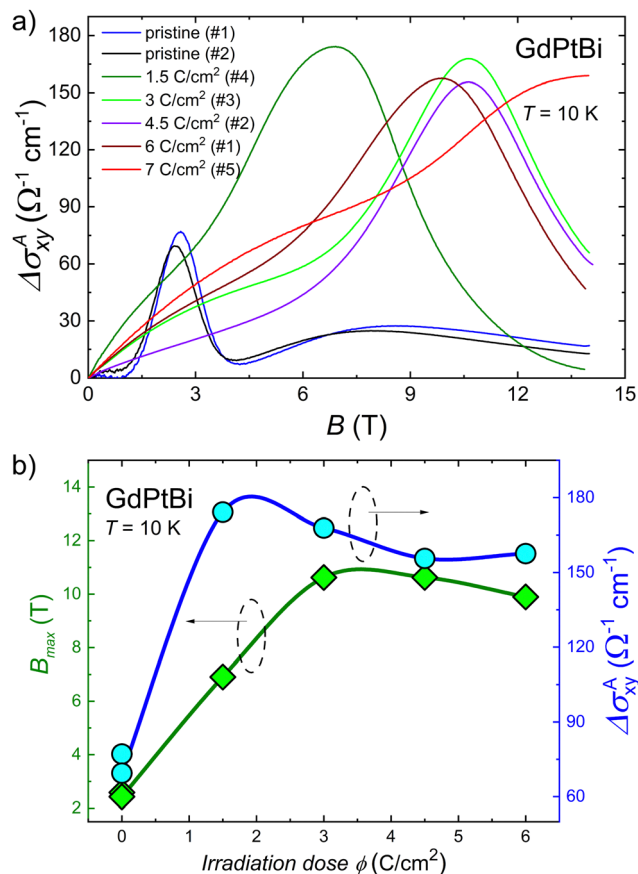 a)
180
150
120
90
60
30
0
Δσ_xy^A (Ω⁻¹ cm⁻¹)
pristine (#1)
pristine (#2)
1.5 C/cm² (#4)
3 C/cm² (#3)
4.5 C/cm² (#2)
6 C/cm² (#1)
7 C/cm² (#5)
GdPtBi
T = 10 K
0 3 6 9 12 15
B (T)
b)
14
12
10
8
6
4
2
B_max (T)
GdPtBi
T = 10 K
180
150
120
90
60
Δσ_xy^A (Ω⁻¹ cm⁻¹)
0 1 2 3 4 5 6
Irradiation dose ϕ (C/cm²)